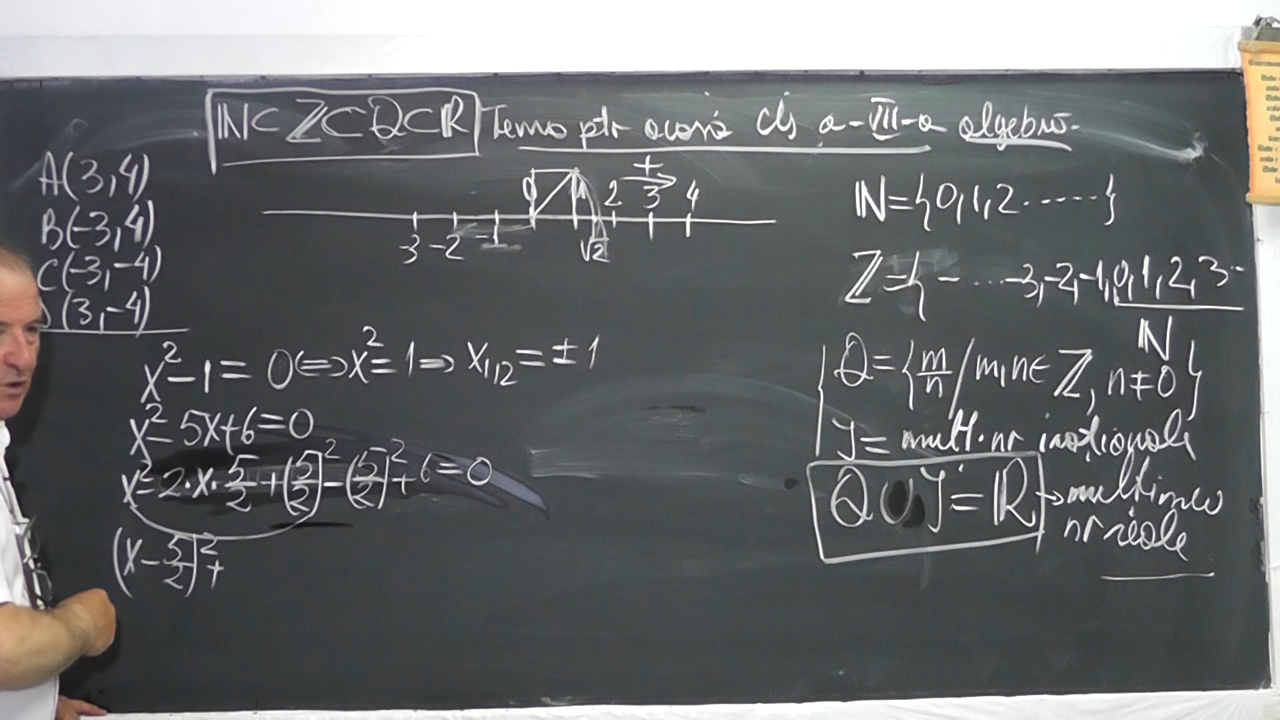 ℕ⊂ℤ⊂ℚ⊂ℝ Tema ptr acasă cls a-VII-a algebra.
A(3,4)
B(-3,4)
C(-3,-4)
D(3,-4)
+
0 1 2 3 4
-3 -2 -1 √2
x²-1=0⇔x²=1⇒x₁,₂=±1
x²-5x+6=0
x²-2·x·5/2+(5/2)²-(5/2)²+6=0
(x-5/2)²+
ℕ={0,1,2.....}
ℤ={-...-3,-2,-1,0,1,2,3..
ℕ
Q={m/n / m,n∈ℤ, n≠0}
J= mult.nr iraționale
Q∪J=ℝ→multimea
nr reale